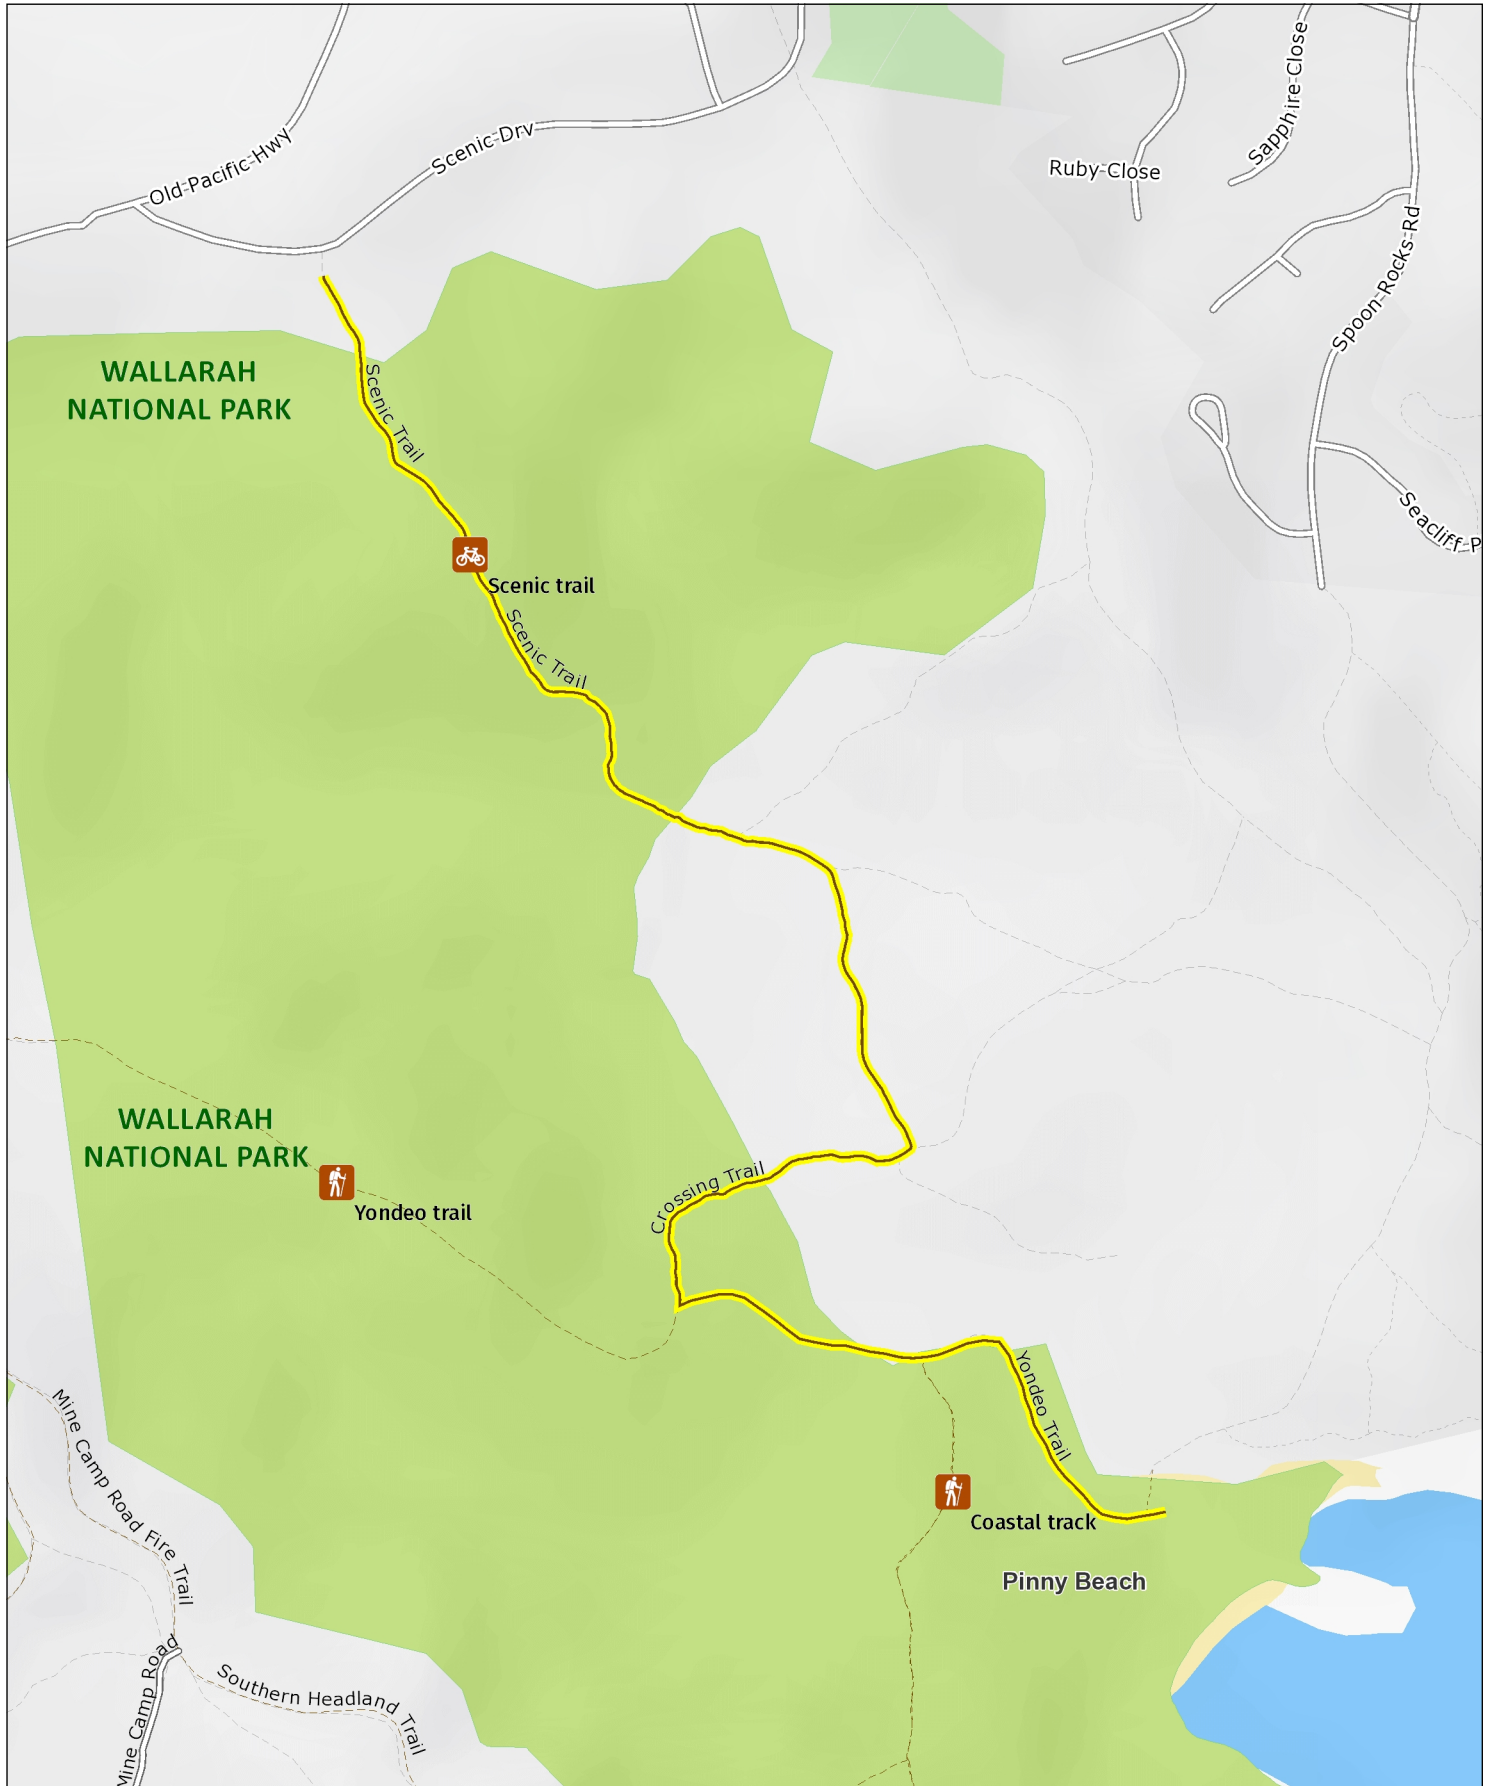 Old-Pacific-Hwy
Scenic-Drv
Ruby-Close
Sapphire-Close
Spoon-Rocks-Rd
Seacliff-P
WALLARAH
NATIONAL PARK
Scenic Trail
Scenic trail
Scenic Trail
WALLARAH
NATIONAL PARK
Yondeo trail
Crossing Trail
Yondeo Trail
Coastal track
Pinny Beach
Mine Camp Road Fire Trail
Mine Camp Road
Southern Headland Trail